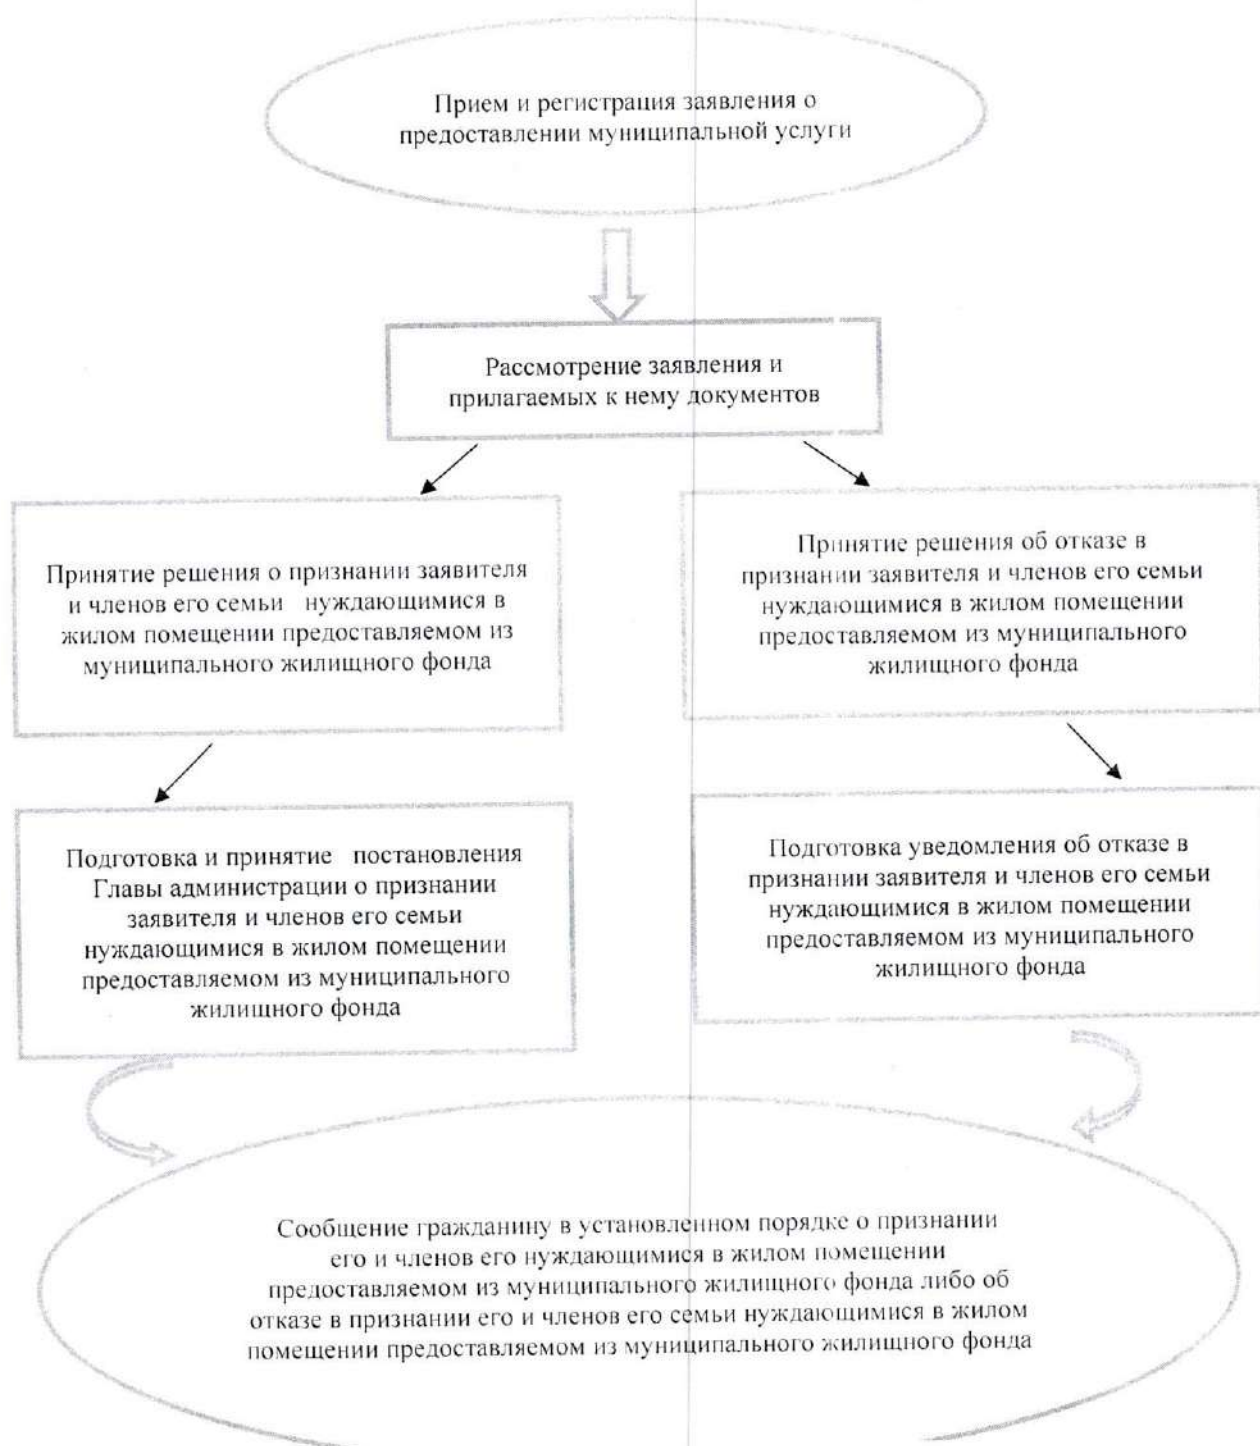 Прием и регистрация заявления о
предоставлении муниципальной услуги
Рассмотрение заявления и
прилагаемых к нему документов
Принятие решения о признании заявителя
и членов его семьи нуждающимися в
жилом помещении предоставляемом из
муниципального жилищного фонда
Принятие решения об отказе в
признании заявителя и членов его семьи
нуждающимися в жилом помещении
предоставляемом из муниципального
жилищного фонда
Подготовка и принятие постановления
Главы администрации о признании
заявителя и членов его семьи
нуждающимися в жилом помещении
предоставляемом из муниципального
жилищного фонда
Подготовка уведомления об отказе в
признании заявителя и членов его семьи
нуждающимися в жилом помещении
предоставляемом из муниципального
жилищного фонда
Сообщение гражданину в установленном порядке о признании
его и членов его нуждающимися в жилом помещении
предоставляемом из муниципального жилищного фонда либо об
отказе в признании его и членов его семьи нуждающимися в жилом
помещении предоставляемом из муниципального жилищного фонда